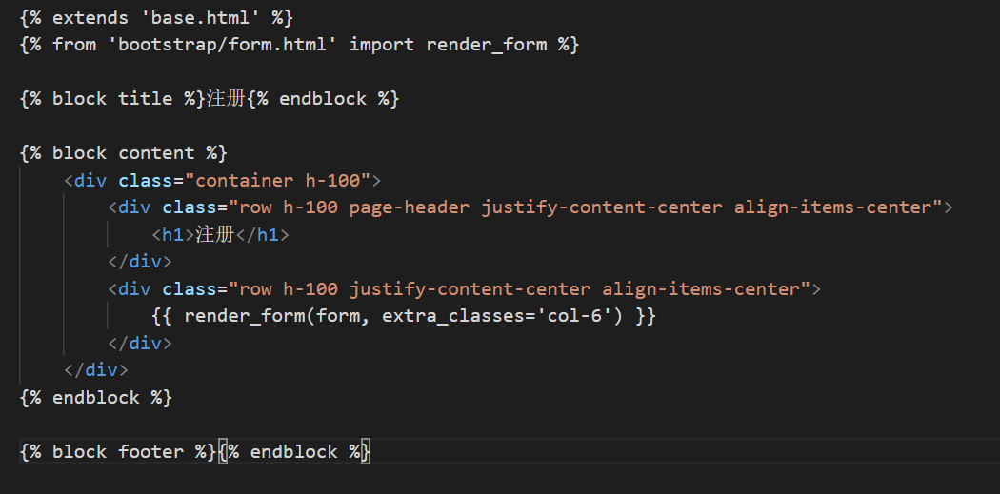 {% extends 'base.html' %}
{% from 'bootstrap/form.html' import render_form %}
{% block title %}注册{% endblock %}
{% block content %}
<div class="container h-100">
<div class="row h-100 page-header justify-content-center align-items-center">
<h1>注册</h1>
</div>
<div class="row h-100 justify-content-center align-items-center">
{{ render_form(form, extra_classes='col-6') }}
</div>
</div>
{% endblock %}
{% block footer %}{% endblock %}